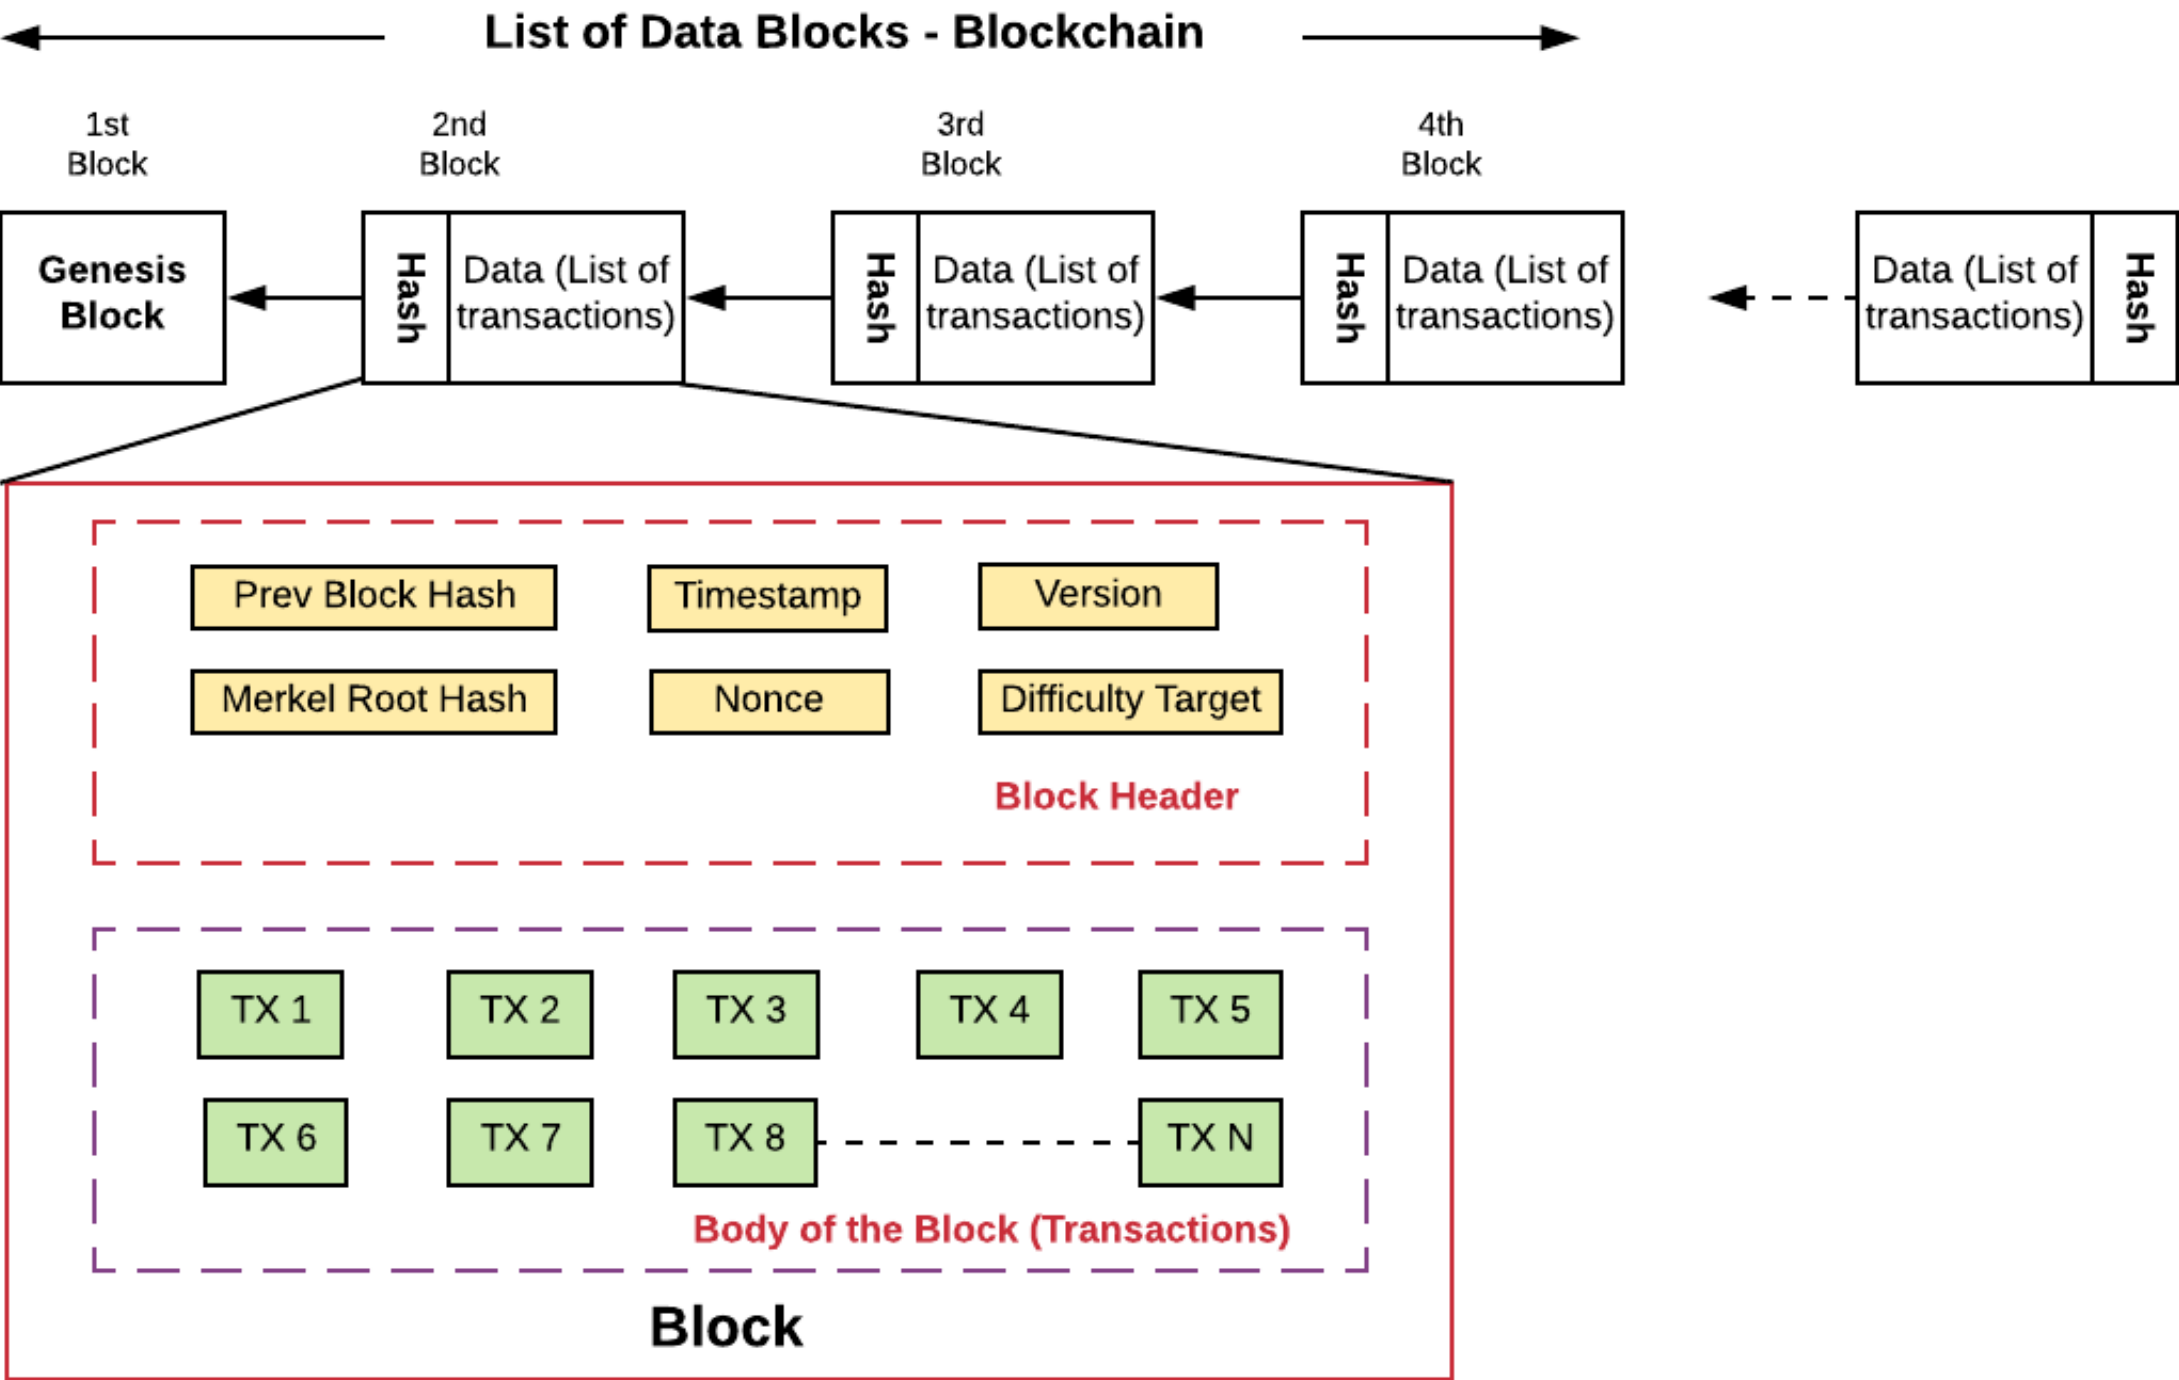 List of Data Blocks - Blockchain
1st
Block
2nd
Block
3rd
Block
4th
Block
Genesis
Block
Hash
Data (List of
transactions)
Hash
Data (List of
transactions)
Hash
Data (List of
transactions)
Data (List of
transactions)
Hash
Prev Block Hash
Timestamp
Version
Merkel Root Hash
Nonce
Difficulty Target
Block Header
TX 1
TX 2
TX 3
TX 4
TX 5
TX 6
TX 7
TX 8
TX N
Body of the Block (Transactions)
Block